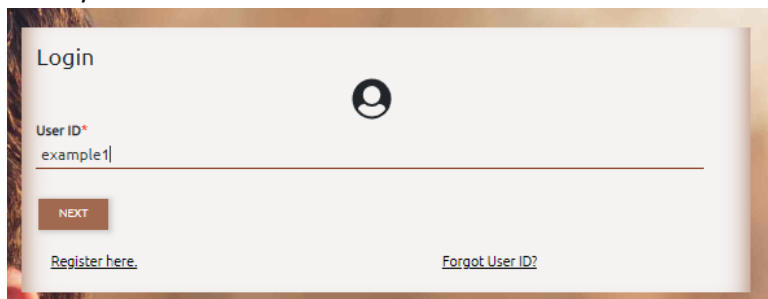 Login
User ID*
example1
NEXT
Register here.
Forgot User ID?